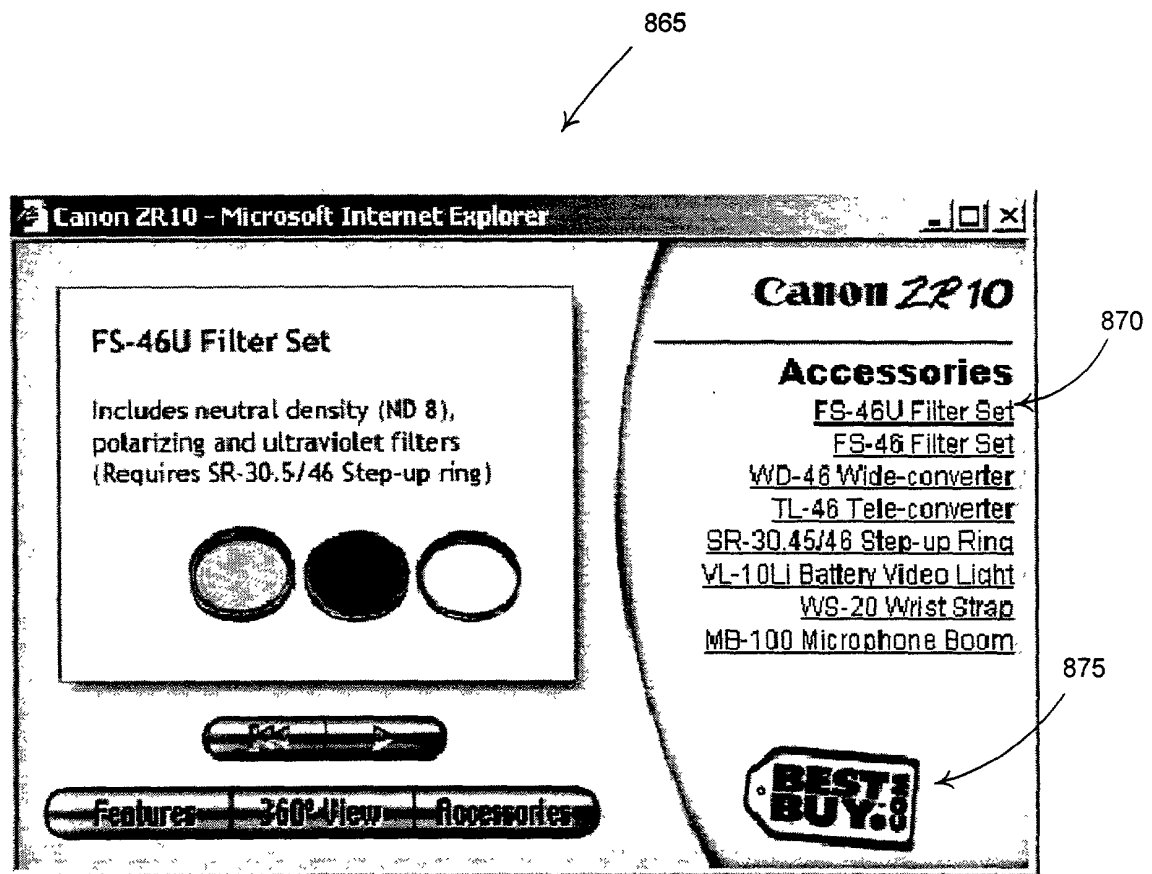 865
Canon ZR10 - Microsoft Internet Explorer
Canon ZR10
870
FS-46U Filter Set
Includes neutral density (ND 8),
polarizing and ultraviolet filters
(Requires SR-30.5/46 Step-up ring)
Accessories
FS-46U Filter Set
FS-46 Filter Set
WD-46 Wide-converter
TL-46 Tele-converter
SR-30.45/46 Step-up Ring
VL-10Li Battery Video Light
WS-20 Wrist Strap
MB-100 Microphone Boom
875
Features 360° View Accessories
BEST
BUY.COM